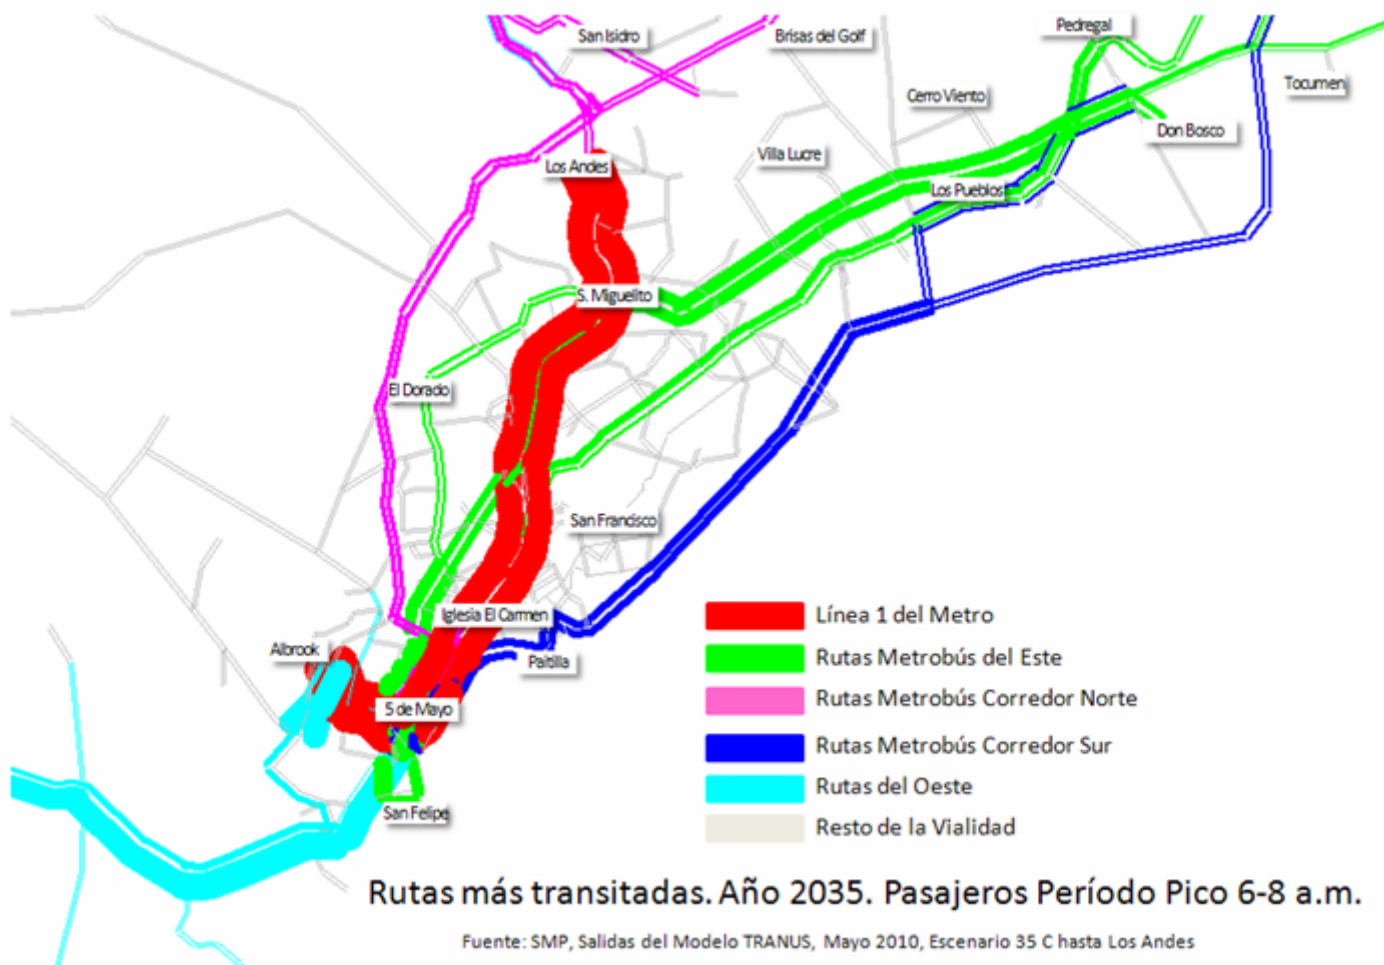 San Isidro
Brisas del Golf
Pedregal
Cerro Viento
Tocumen
Don Bosco
Villa Lucre
Los Andes
Los Pueblos
S. Miguelito
El Dorado
San Francisco
Iglesia El Carmen
Albrook
Paitilla
5 de Mayo
San Felipe
Línea 1 del Metro
Rutas Metrobús del Este
Rutas Metrobús Corredor Norte
Rutas Metrobús Corredor Sur
Rutas del Oeste
Resto de la Vialidad
Rutas más transitadas. Año 2035. Pasajeros Período Pico 6-8 a.m.
Fuente: SMP, Salidas del Modelo TRANUS, Mayo 2010, Escenario 35 C hasta Los Andes